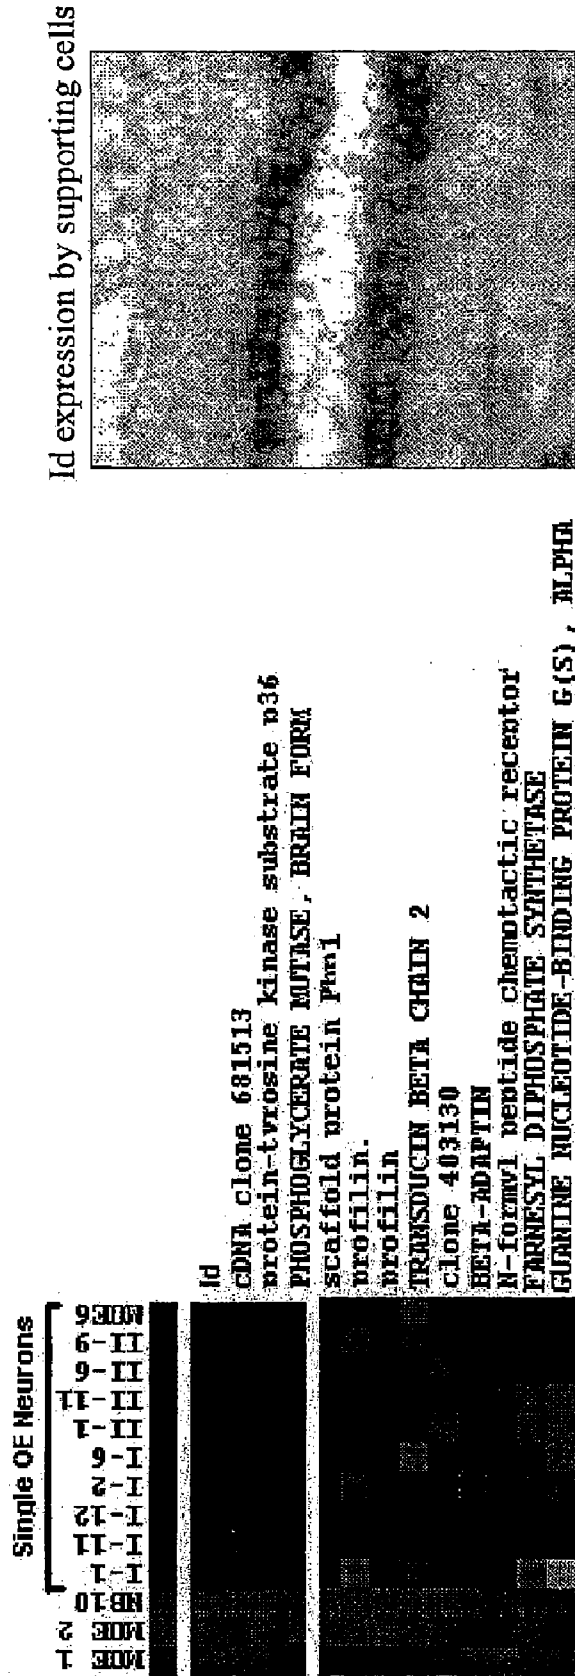 Single OE Neurons
MOE 1
MOE 2
NB10
I-1
I-11
I-12
I-2
I-6
II-1
II-11
II-6
II-9
MOE6
Id
cDNA clone 681513
protein-tyrosine kinase substrate p36
PHOSPHOGLYCERATE MUTASE, BRAIN FORM
scaffold protein
profilin.
profilin
TRANSDUCIN BETA CHAIN 2
clone 403130
BETA-ADAPTIN
N-formyl peptide chemotactic receptor
FARNESYL DIPHOSPHATE SYNTHETASE
GUANINE NUCLEOTIDE-BINDING PROTEIN G(S), ALPHA
Id expression by supporting cells